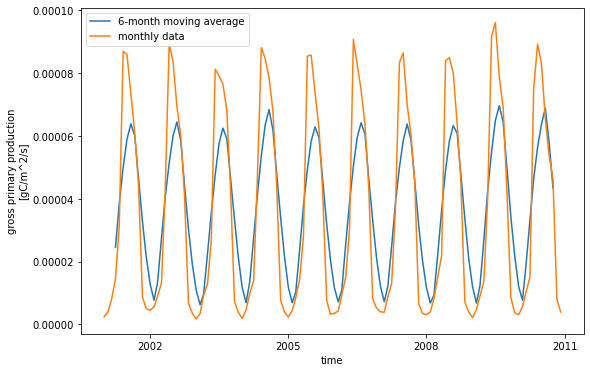 6-month moving average
monthly data
0.00010
0.00008
0.00006
0.00004
0.00002
0.00000
gross primary production
[gC/m^2/s]
2002
2005
2008
2011
time